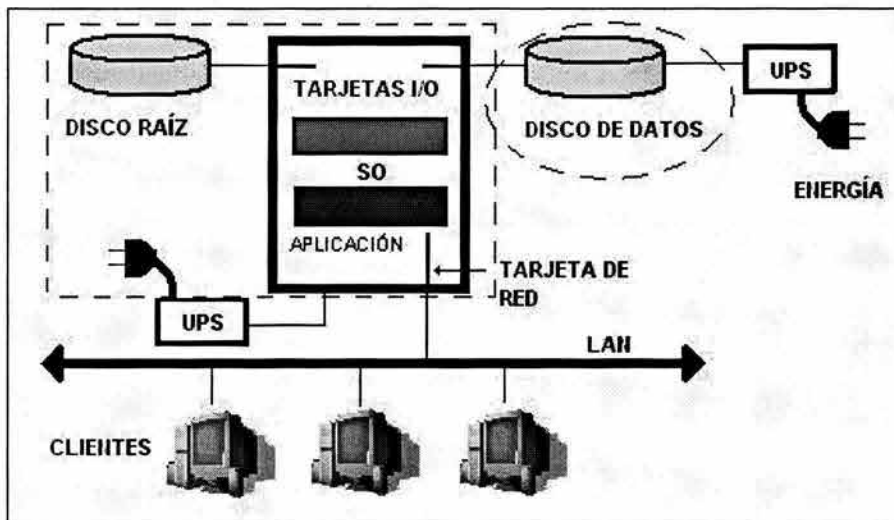 UPS
TARJETAS I/O
DISCO RAÍZ
DISCO DE DATOS
SO
ENERGÍA
APLICACIÓN
TARJETA DE
RED
UPS
LAN
CLIENTES